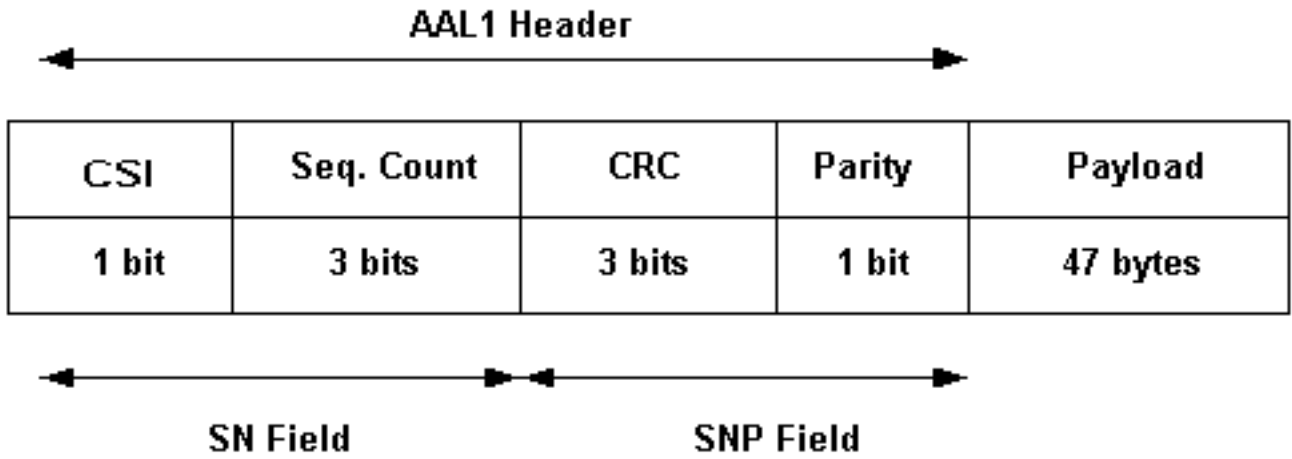 AAL1 Header
CSI Seq. Count CRC Parity Payload
1 bit 3 bits 3 bits 1 bit 47 bytes
SN Field SNP Field